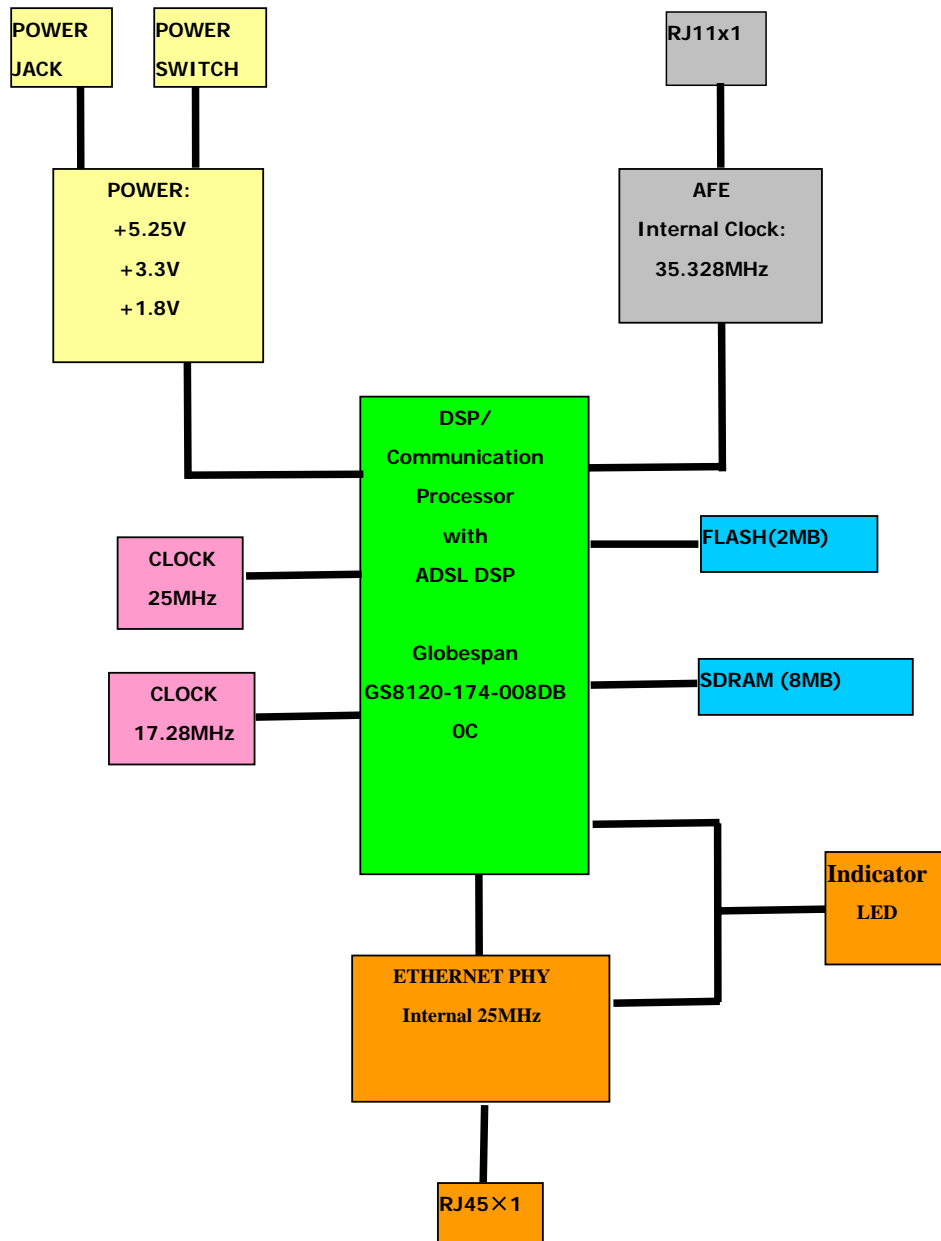 POWER
JACK
POWER
SWITCH
RJ11x1
POWER:
+5.25V
+3.3V
+1.8V
AFE
Internal Clock:
35.328MHz
DSP/
Communication
Processor
with
ADSL DSP
Globespan
GS8120-174-008DB
0C
CLOCK
25MHz
FLASH(2MB)
CLOCK
17.28MHz
SDRAM (8MB)
Indicator
LED
ETHERNET PHY
Internal 25MHz
RJ45×1